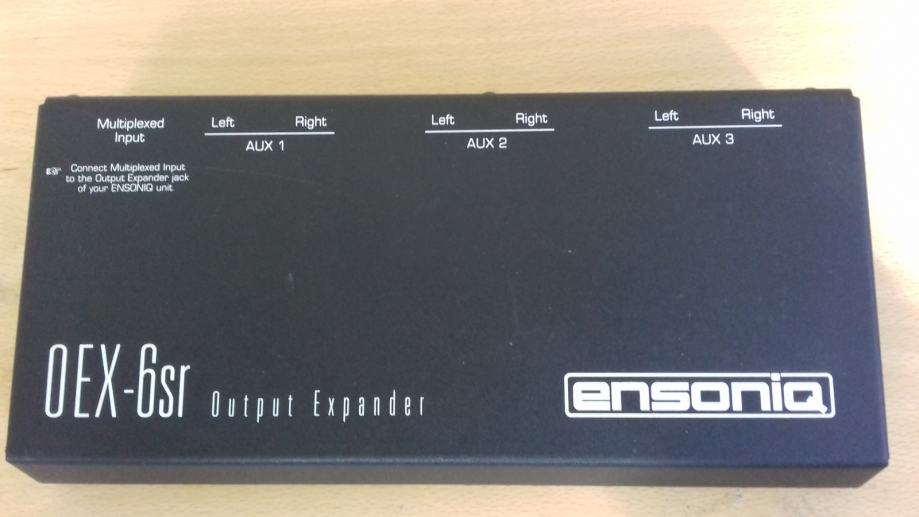 Multiplexed
Input
Left Right
AUX 1
Left Right
AUX 2
Left Right
AUX 3
☞ Connect Multiplexed Input
to the Output Expander jack
of your ENSONIQ unit.
OEX-6sr Output Expander
ensoniq